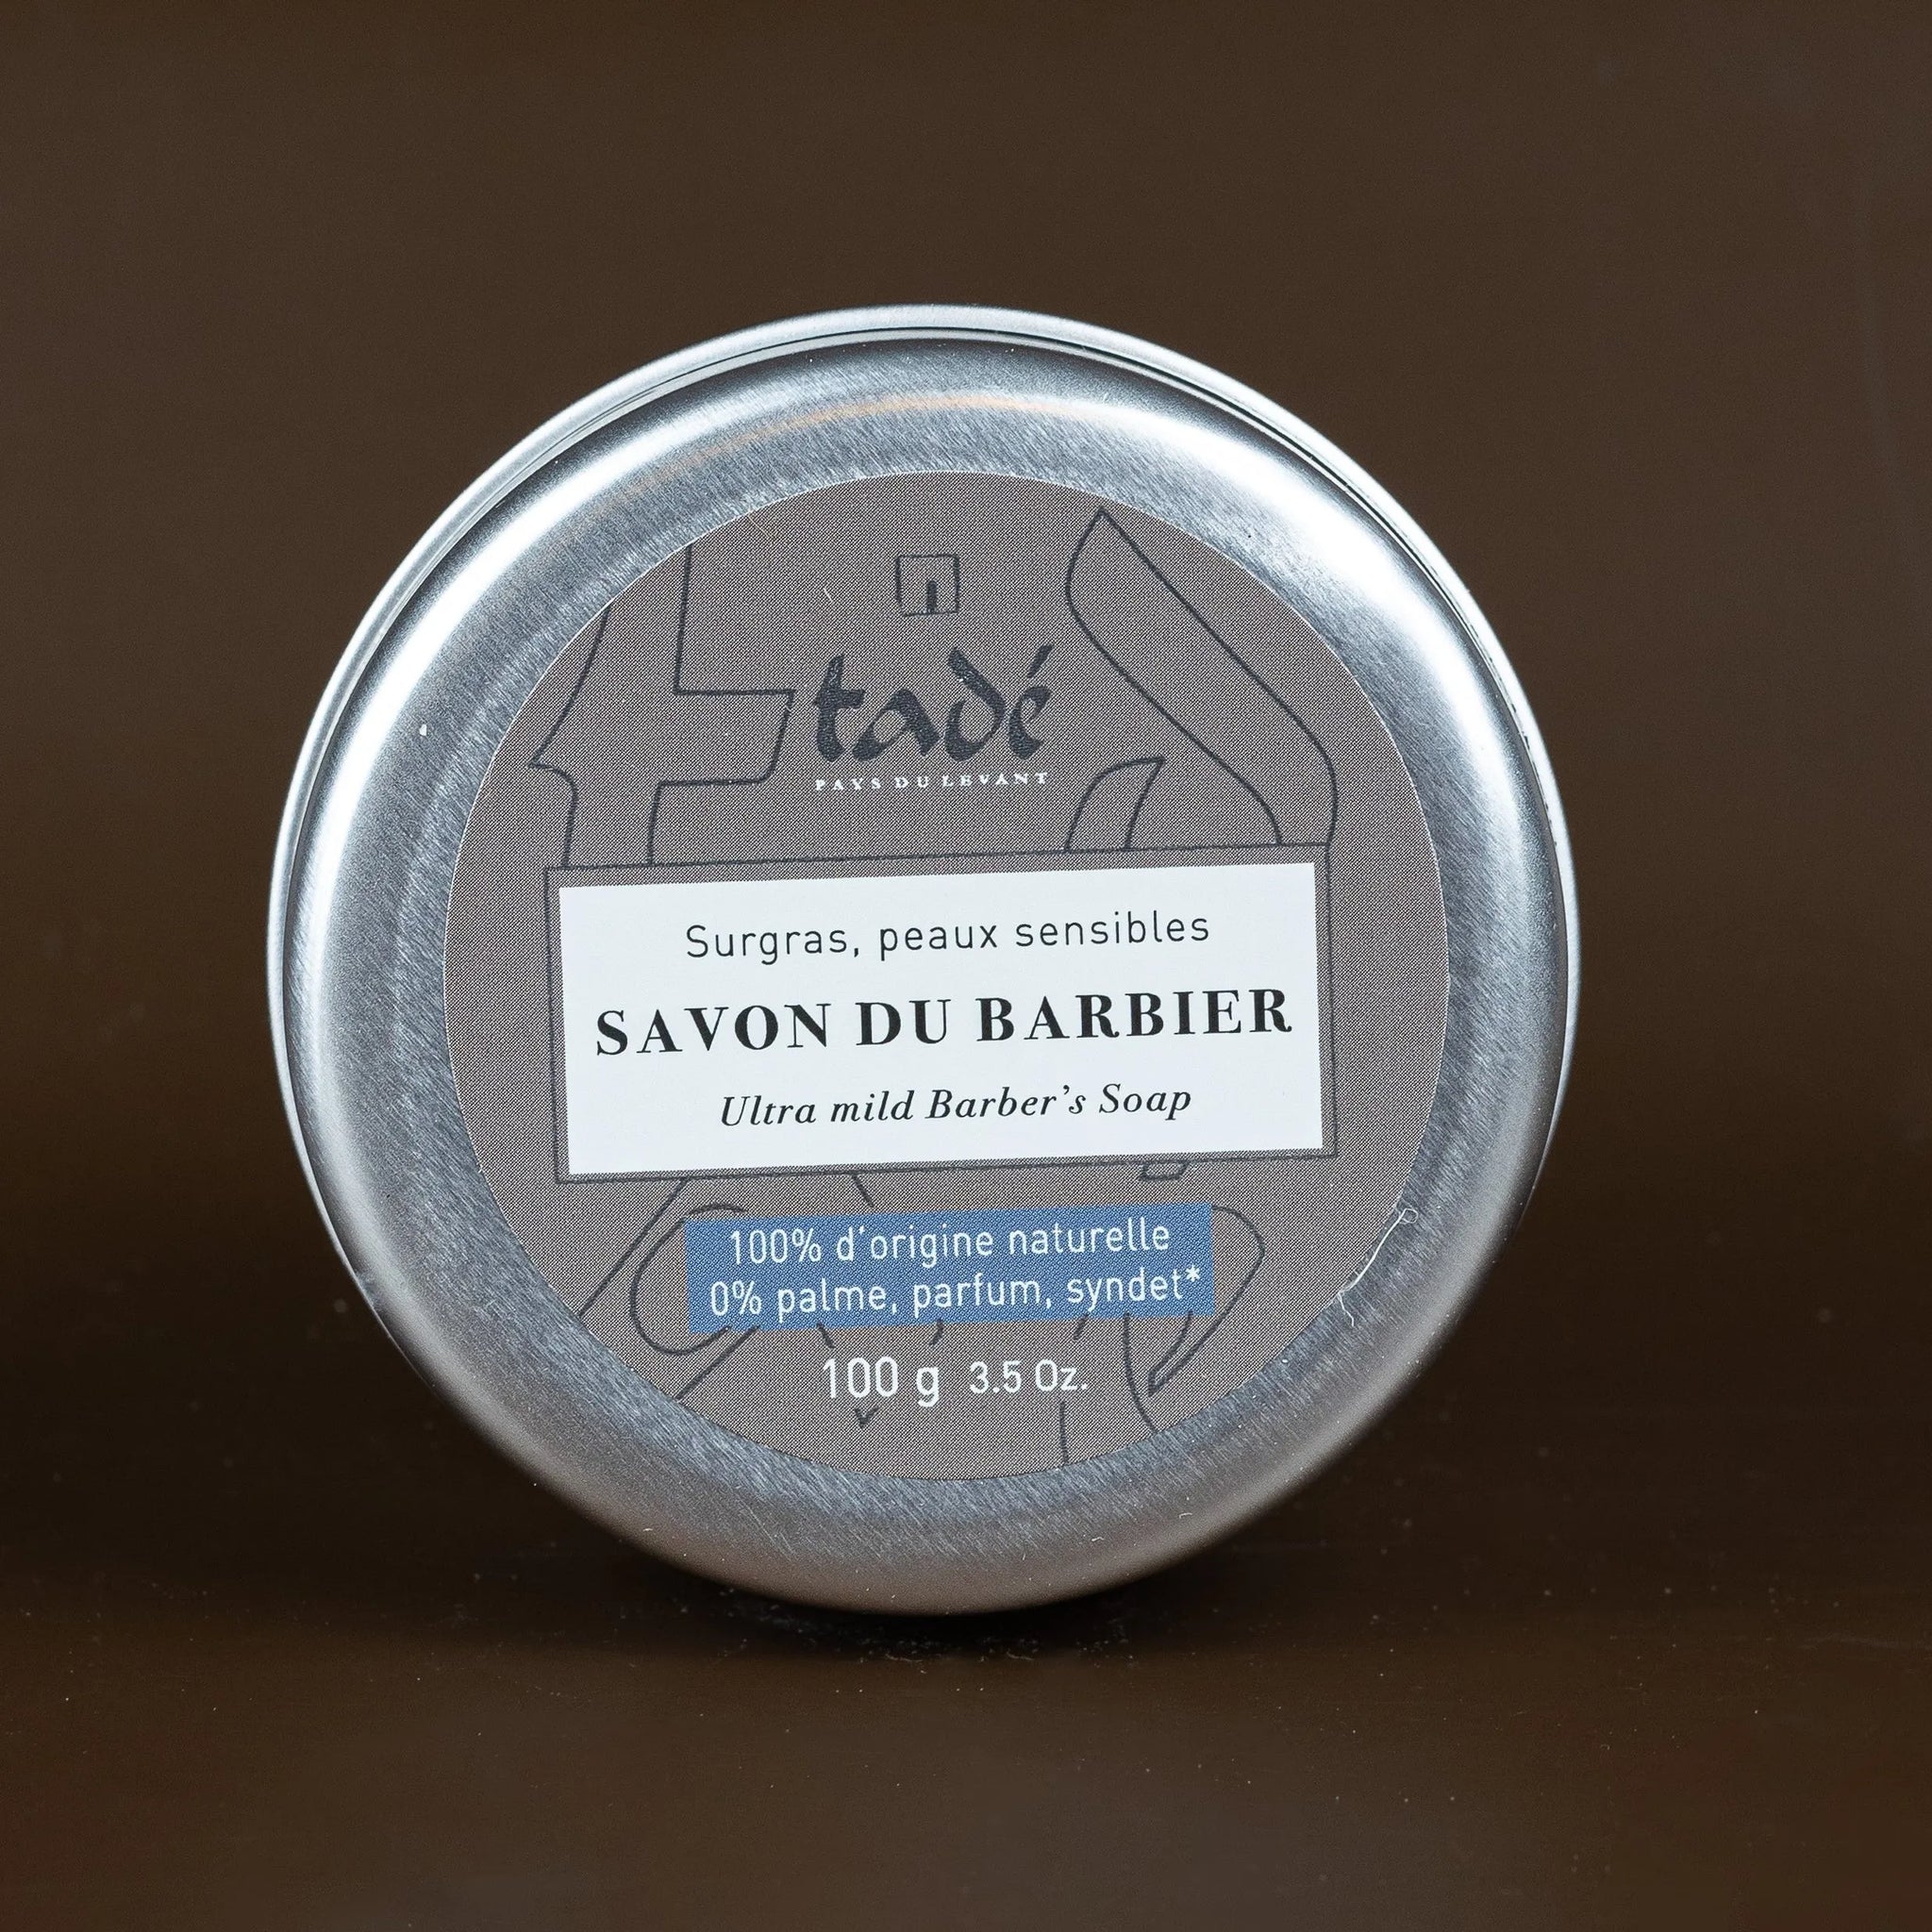 tadé
PAYS DU LEVANT
Surgras, peaux sensibles
SAVON DU BARBIER
Ultra mild Barber's Soap
100% d'origine naturelle
0% palme, parfum, syndet*
100 g 3.5 Oz.